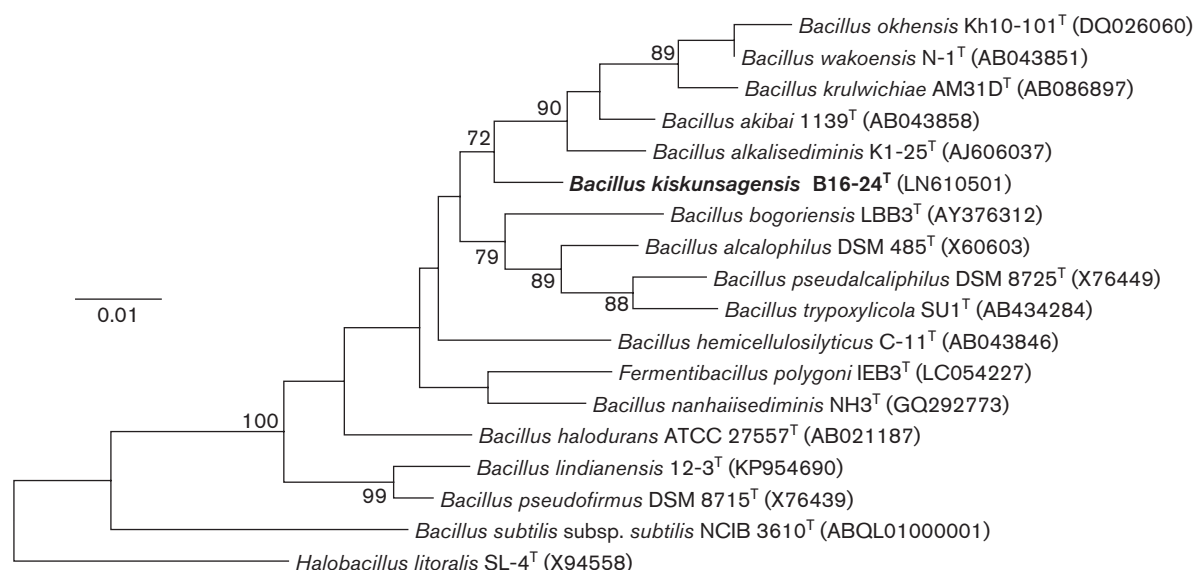 Bacillus okhensis Kh10-101ᵀ (DQ026060)
89
Bacillus wakoensis N-1ᵀ (AB043851)
Bacillus krulwichiae AM31Dᵀ (AB086897)
90
Bacillus akibai 1139ᵀ (AB043858)
72
Bacillus alkalisediminis K1-25ᵀ (AJ606037)
Bacillus kiskunsagensis B16-24ᵀ (LN610501)
Bacillus bogoriensis LBB3ᵀ (AY376312)
79
Bacillus alcalophilus DSM 485ᵀ (X60603)
89
Bacillus pseudalcaliphilus DSM 8725ᵀ (X76449)
88
Bacillus trypoxylicola SU1ᵀ (AB434284)
0.01
Bacillus hemicellulosilyticus C-11ᵀ (AB043846)
Fermentibacillus polygoni IEB3ᵀ (LC054227)
Bacillus nanhaiisediminis NH3ᵀ (GQ292773)
100
Bacillus halodurans ATCC 27557ᵀ (AB021187)
Bacillus lindianensis 12-3ᵀ (KP954690)
99
Bacillus pseudofirmus DSM 8715ᵀ (X76439)
Bacillus subtilis subsp. subtilis NCIB 3610ᵀ (ABQL01000001)
Halobacillus litoralis SL-4ᵀ (X94558)